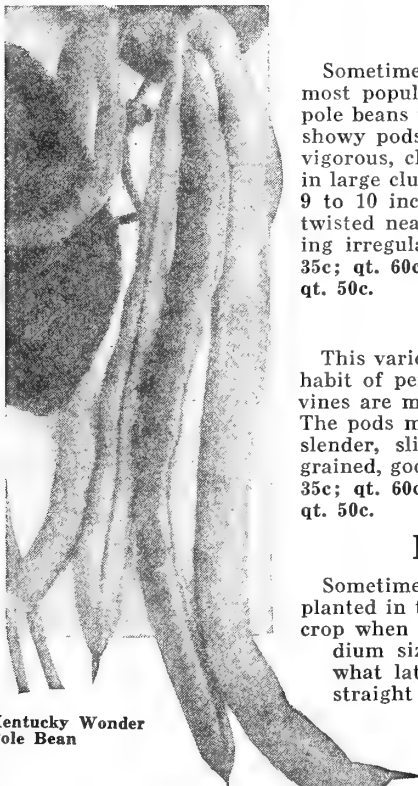 Sometime
most popul
pole beans
showy pods
vigorous, cl
in large clu
9 to 10 inc
twisted nea
ing irregula
35c; qt. 60c
qt. 50c.
This varie
habit of pe
vines are m
The pods m
slender, sli
grained, goo
35c; qt. 60c
qt. 50c.
Sometime
planted in t
crop when
dium siz
what lat
straight
entucky Wonder
ole Bean